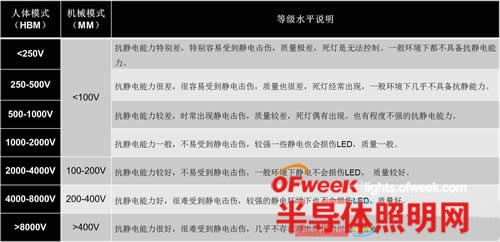 人体模式 机械模式 等级水平说明
（HBM） （MM）
<250V 抗静电能力特别差，特别容易受到静电击伤，质量极差，死灯是无法控制。一般环境下都不具备抗静电能力。
250-500V 抗静电能力很差，很容易受到静电击伤，质量也很差，死灯经常出现，一般环境下几乎不具备抗静电能力。
<100V
500-1000V 抗静电能力较差，时常出现静电击伤，质量较差，死灯偶有出现，也有程度不强的抗静电能力。
1000-2000V 抗静电能力一般，不易受到静电击伤，较强一些静电也会损伤LED，质量一般。
2000-4000V 100-200V 抗静电能力较好，不易受到静电击伤，一般环境下静电不会损伤LED，质量较好。
4000-8000V 200-400V 抗静电能力好，很难受到静电击伤，较强的静电环境下也不会损伤LED，质量好。
>8000V >400V 抗静电能力很好，很难受到静电击伤，几乎不存在
OFweek
lights.ofweek.com
半导体照明网